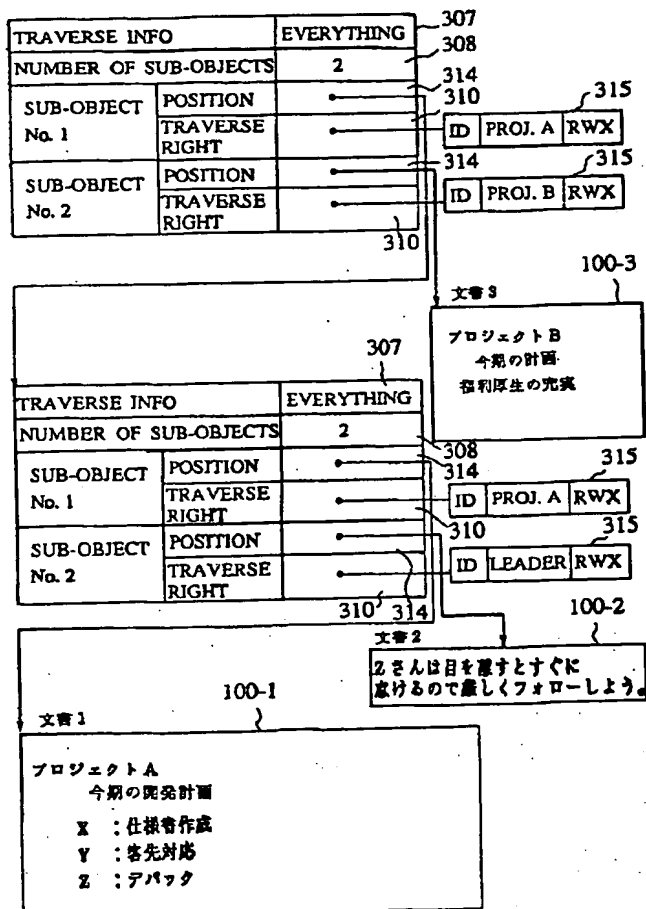 307
TRAVERSE INFO EVERYTHING
308
NUMBER OF SUB-OBJECTS 2
314
SUB-OBJECT No. 1 POSITION
310
315
TRAVERSE RIGHT
ID PROJ. A RWX
314
315
SUB-OBJECT No. 2 POSITION
TRAVERSE RIGHT
ID PROJ. B RWX
310
100-3
文書3
プロジェクトB
今期の計画
福利厚生の充実
307
TRAVERSE INFO EVERYTHING
NUMBER OF SUB-OBJECTS 2
308
314
SUB-OBJECT No. 1 POSITION
315
TRAVERSE RIGHT
ID PROJ. A RWX
310
315
SUB-OBJECT No. 2 POSITION
TRAVERSE RIGHT
ID LEADER RWX
310
314
100-2
文書2
Zさんは目を離すとすぐに
怠けるので厳しくフォローしよう。
100-1
文書1
プロジェクトA
今期の開発計画
X :仕様書作成
Y :客先対応
Z :デバッグ